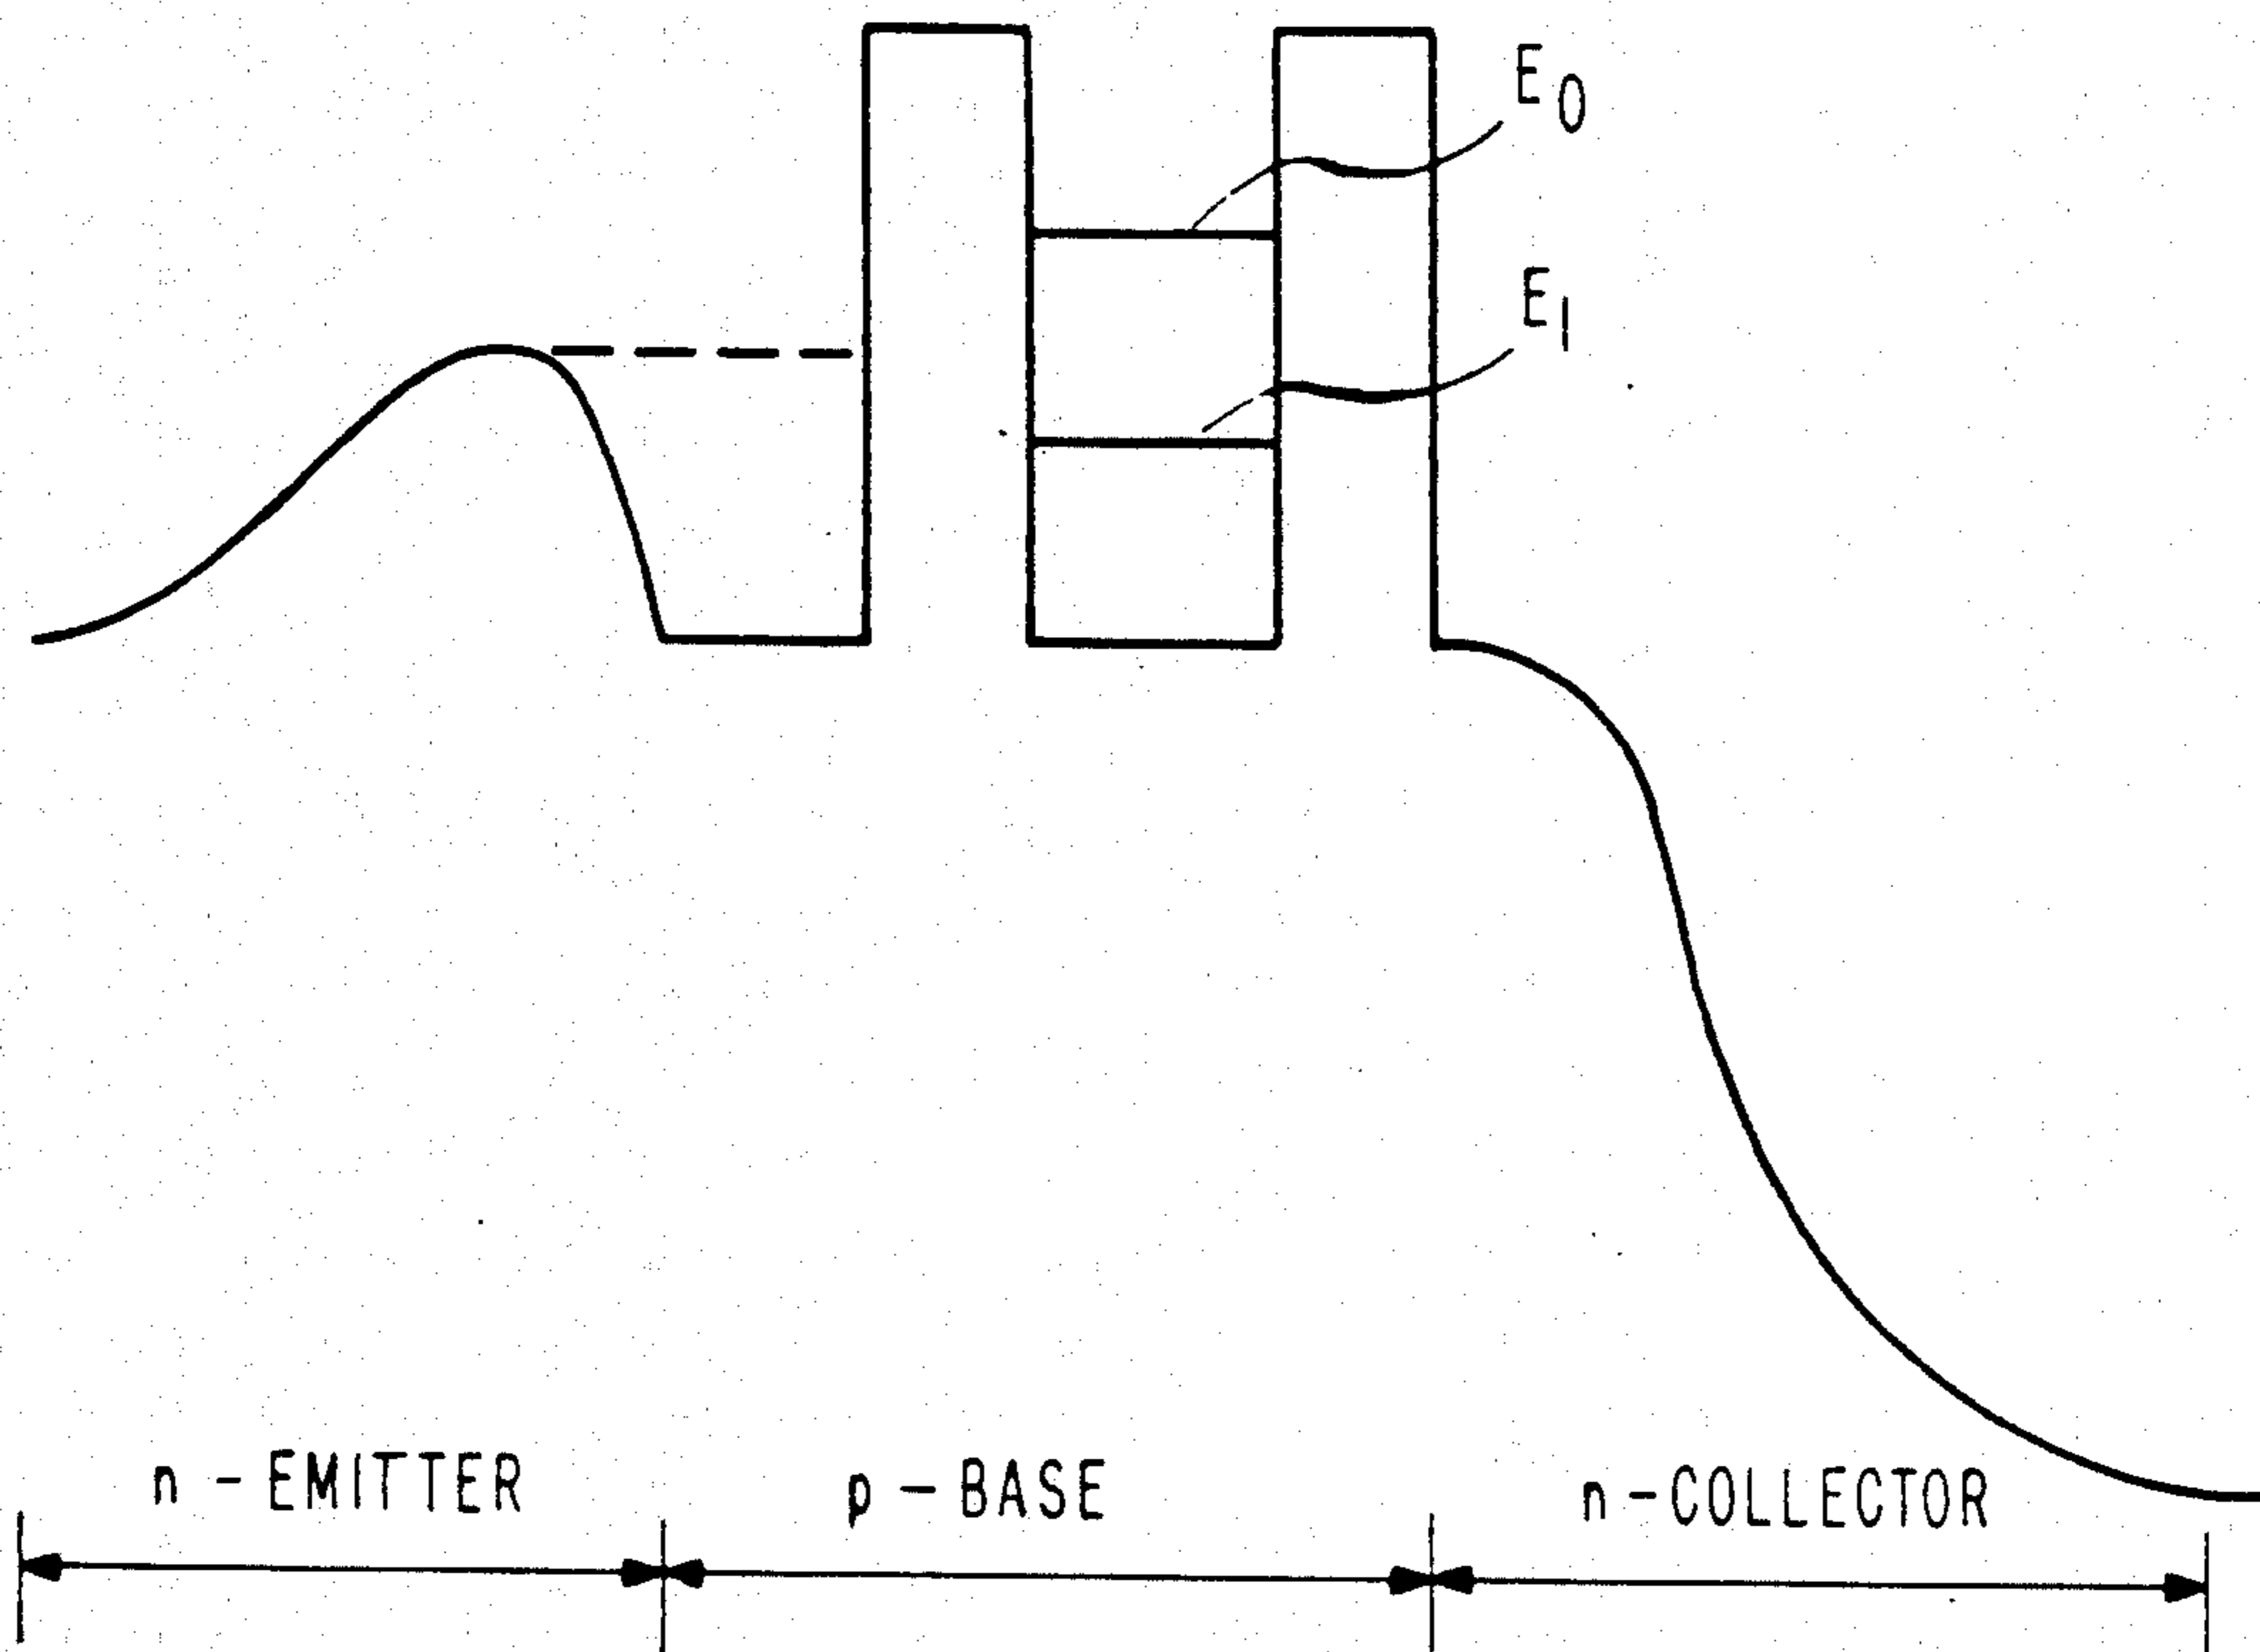 E0
E1
n - EMITTER
p - BASE
n - COLLECTOR